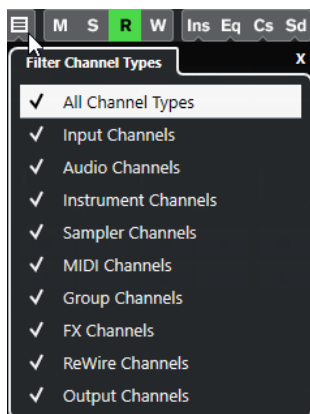 M S R W Ins Eq Cs Sd
Filter Channel Types X
All Channel Types
Input Channels
Audio Channels
Instrument Channels
Sampler Channels
MIDI Channels
Group Channels
FX Channels
ReWire Channels
Output Channels